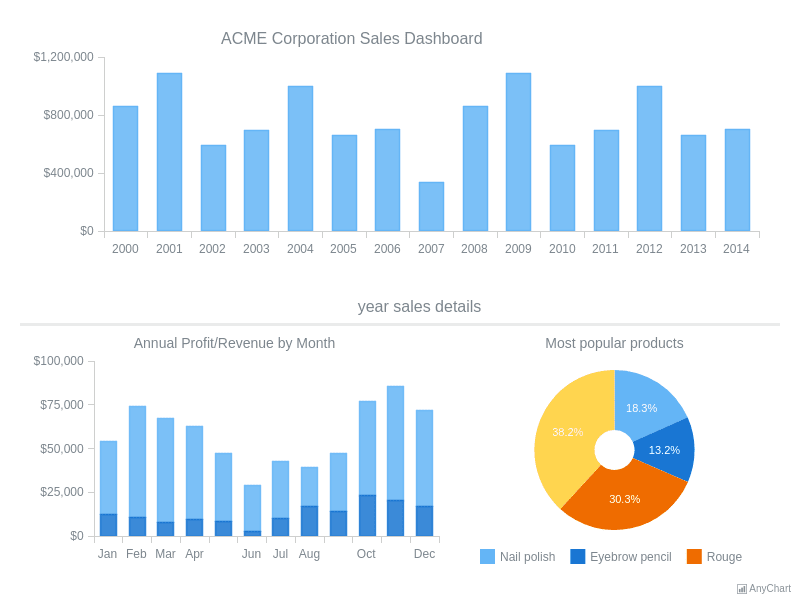 ACME Corporation Sales Dashboard
$1,200,000
$800,000
$400,000
$0
2000 2001 2002 2003 2004 2005 2006 2007 2008 2009 2010 2011 2012 2013 2014
year sales details
Annual Profit/Revenue by Month
$100,000
$75,000
$50,000
$25,000
$0
Jan Feb Mar Apr Jun Jul Aug Oct Dec
Most popular products
18.3%
38.2%
13.2%
30.3%
Nail polish Eyebrow pencil Rouge
AnyChart